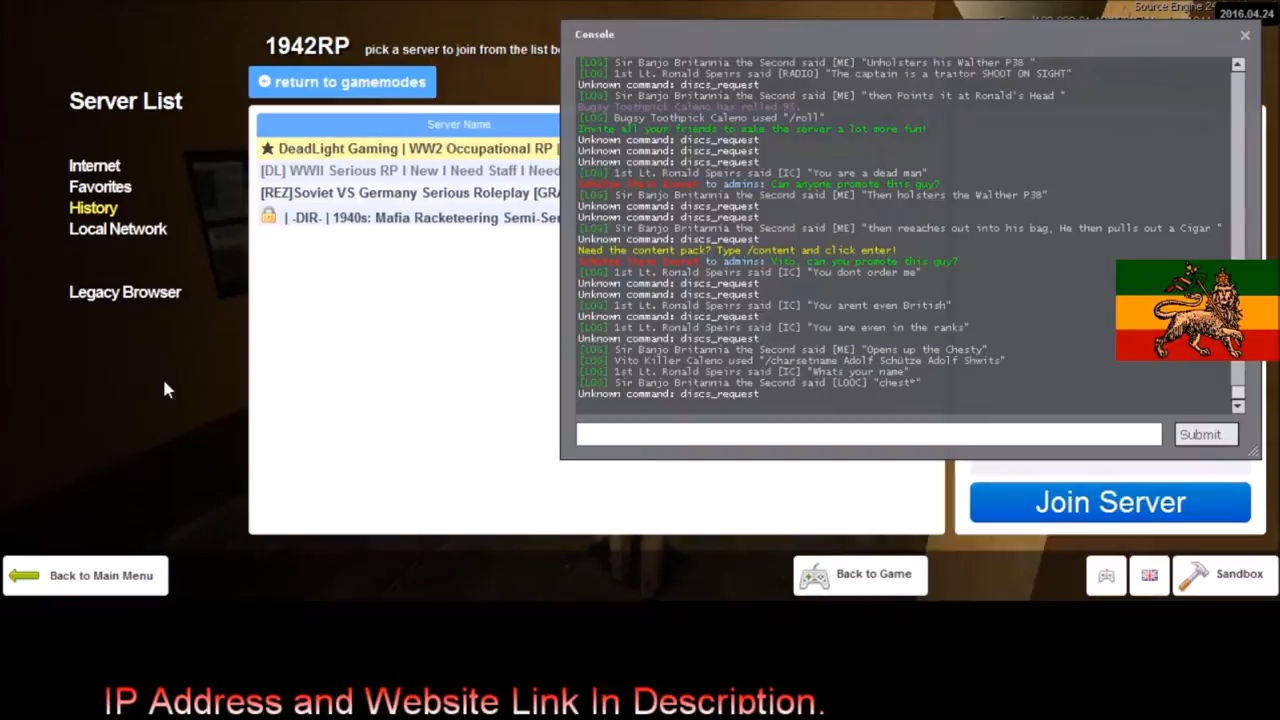 Source Engine 24
2016.04.24
1942RP pick a server to join from the list be
return to gamemodes
Server List
Internet
Favorites
History
Local Network
Legacy Browser
Server Name
DeadLight Gaming | WW2 Occupational RP |
[DL] WWII Serious RP I New I Need Staff I Need
[REZ]Soviet VS Germany Serious Roleplay [GRA
| -DIR- | 1940s: Mafia Racketeering Semi-Ser
Console
[LOG] Sir Banjo Britannia the Second said [ME] "Unholsters his Walther P38 "
[LOG] 1st Lt. Ronald Speirs said [RADIO] "The captain is a traitor SHOOT ON SIGHT"
Unknown command: discs_request
[LOG] Sir Banjo Britannia the Second said [ME] "then Points it at Ronald's Head "
Bugsy Toothpick Caleno has rolled 95.
[LOG] Bugsy Toothpick Caleno used "/roll"
Invite all your friends to make the server a lot more fun!
Unknown command: discs_request
Unknown command: discs_request
Unknown command: discs_request
[LOG] 1st Lt. Ronald Speirs said [IC] "You are a dead man"
to admins: Can anyone promote this guy?
[LOG] Sir Banjo Britannia the Second said [ME] "Then holsters the Walther P38"
Unknown command: discs_request
Unknown command: discs_request
[LOG] Sir Banjo Britannia the Second said [ME] "then reeaches out into his bag, He then pulls out a Cigar "
Unknown command: discs_request
Need the content pack? Type /content and click enter!
to admins: Vito, can you promote this guy?
[LOG] 1st Lt. Ronald Speirs said [IC] "You dont order me"
Unknown command: discs_request
Unknown command: discs_request
[LOG] 1st Lt. Ronald Speirs said [IC] "You arent even British"
Unknown command: discs_request
[LOG] 1st Lt. Ronald Speirs said [IC] "You are even in the ranks"
Unknown command: discs_request
[LOG] Sir Banjo Britannia the Second said [ME] "Opens up the Chesty"
[LOG] Vito Killer Caleno used "/charsetname Adolf Schütze Adolf Shwits"
[LOG] 1st Lt. Ronald Speirs said [IC] "Whats your name"
[LOG] Sir Banjo Britannia the Second said [LOOC] "chest*"
Unknown command: discs_request
Submit
Join Server
Back to Main Menu
Back to Game
Sandbox
IP Address and Website Link In Description.